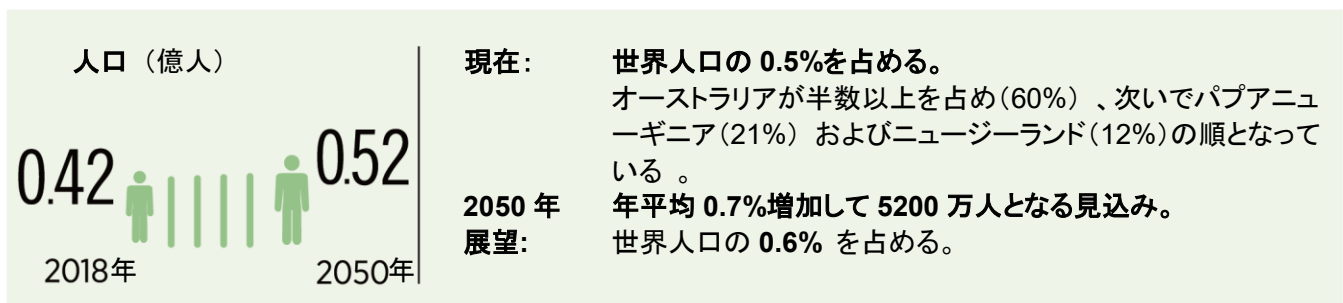 人口（億人）
0.42
0.52
2018年
2050年
現在:
世界人口の 0.5%を占める。
オーストラリアが半数以上を占め(60%) 、次いでパプアニュ
ーギニア(21%) およびニュージーランド(12%)の順となって
いる 。
2050 年
展望:
年平均 0.7%増加して 5200 万人となる見込み。
世界人口の 0.6% を占める。